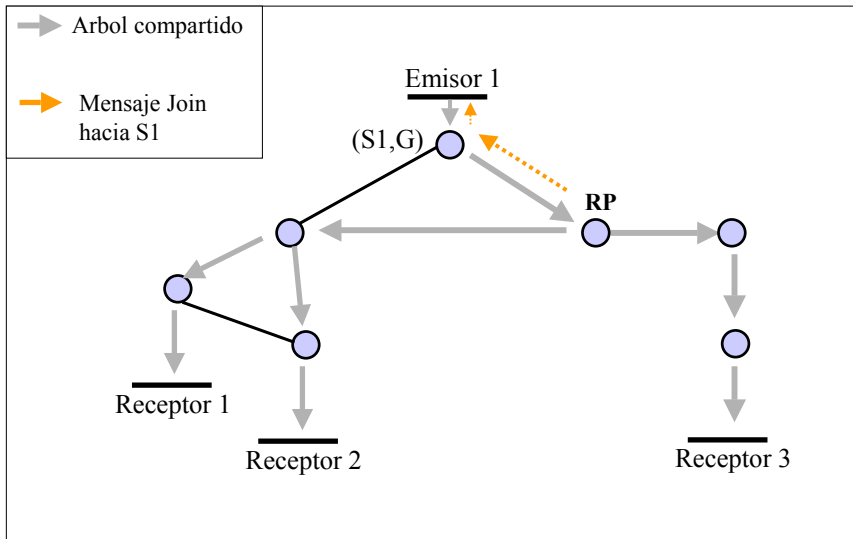 Arbol compartido
Mensaje Join
hacia S1
Emisor 1
(S1,G)
RP
Receptor 1
Receptor 2
Receptor 3